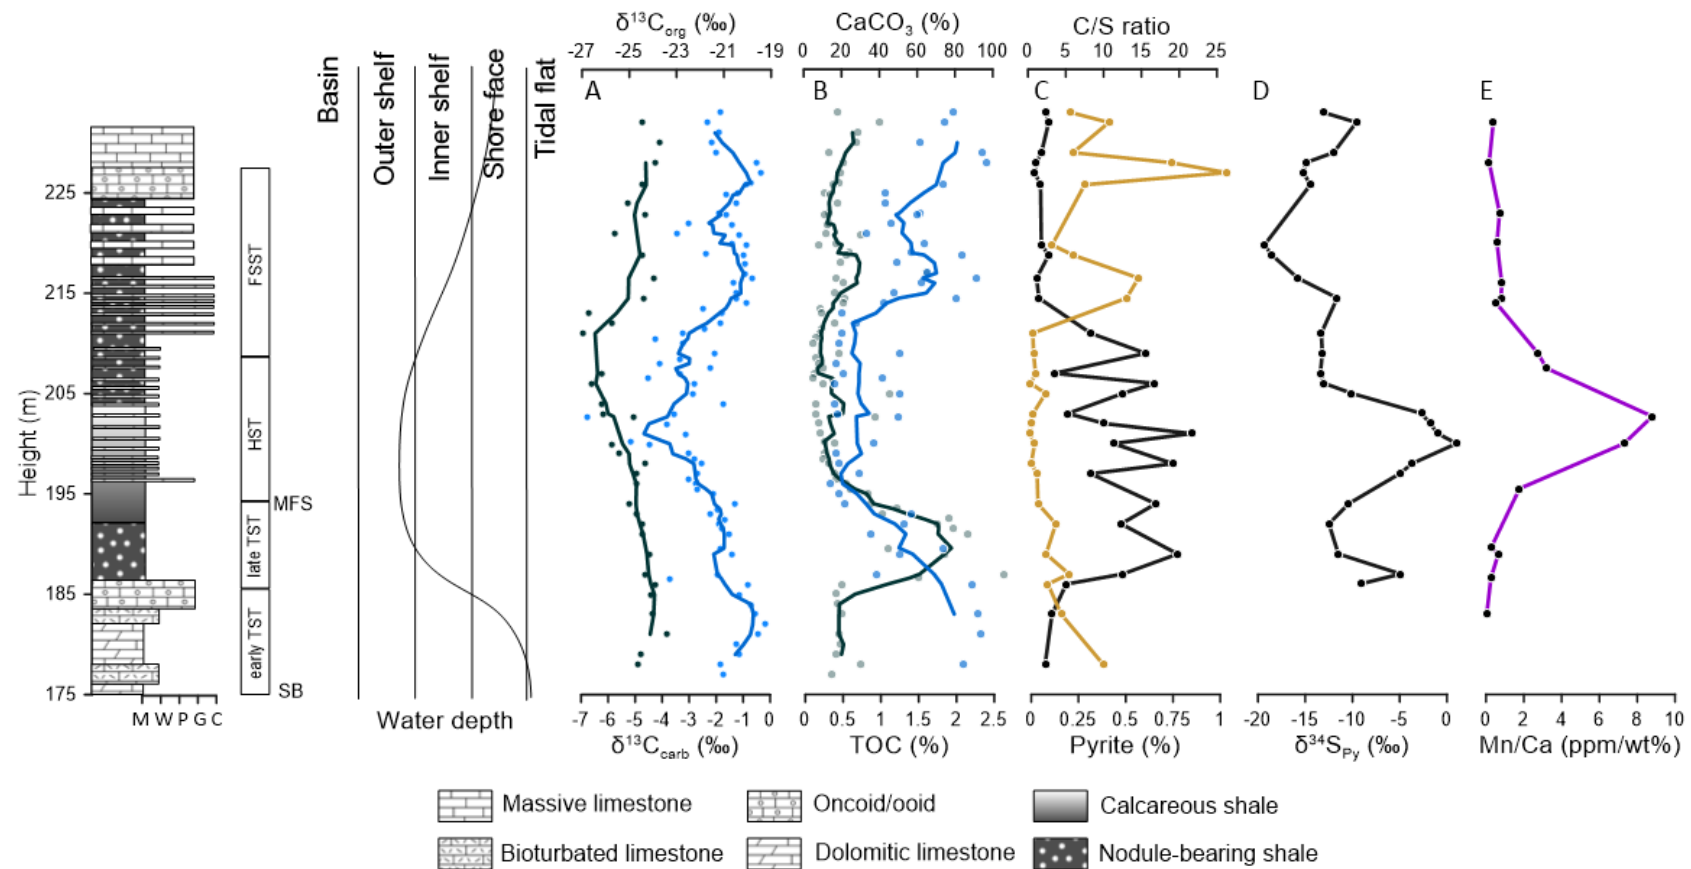 δ¹³Corg (‰)
CaCO₃ (%)
C/S ratio
-27 -25 -23 -21 -19
0 20 40 60 80 100
0 5 10 15 20 25
Basin
Outer shelf
Inner shelf
Shore face
Tidal flat
A
B
C
D
E
Height (m)
225
215
205
195
185
175
FSST
HST
late TST
early TST
MFS
SB
M W P G C
Water depth
-7 -6 -5 -4 -3 -2 -1 0
0 0.5 1 1.5 2 2.5
0 0.25 0.5 0.75 1
-20 -15 -10 -5 0
0 2 4 6 8 10
δ¹³Ccarb (‰)
TOC (%)
Pyrite (%)
δ³⁴SPy (‰)
Mn/Ca (ppm/wt%)
Massive limestone
Oncoid/ooid
Calcareous shale
Bioturbated limestone
Dolomitic limestone
Nodule-bearing shale